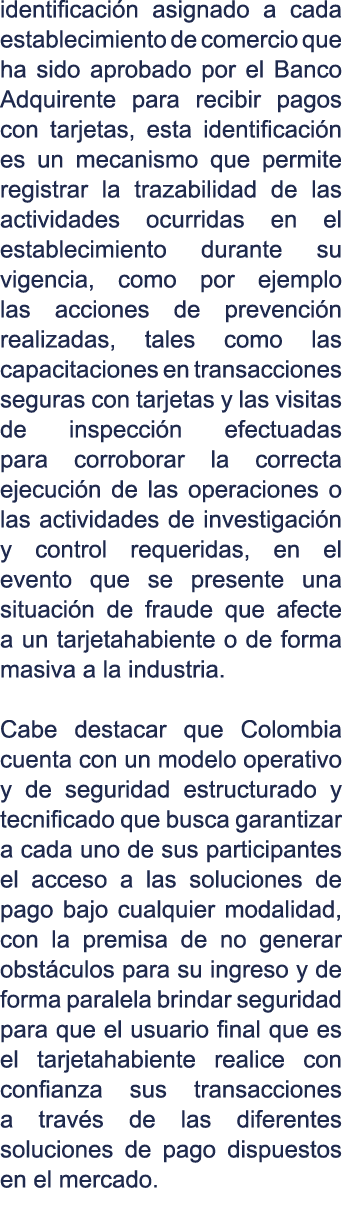 identificación asignado a cada
establecimiento de comercio que
ha sido aprobado por el Banco
Adquirente para recibir pagos
con tarjetas, esta identificación
es un mecanismo que permite
registrar la trazabilidad de las
actividades ocurridas en el
establecimiento durante su
vigencia, como por ejemplo
las acciones de prevención
realizadas, tales como las
capacitaciones en transacciones
seguras con tarjetas y las visitas
de inspección efectuadas
para corroborar la correcta
ejecución de las operaciones o
las actividades de investigación
y control requeridas, en el
evento que se presente una
situación de fraude que afecte
a un tarjetahabiente o de forma
masiva a la industria.

Cabe destacar que Colombia
cuenta con un modelo operativo
y de seguridad estructurado y
tecnificado que busca garantizar
a cada uno de sus participantes
el acceso a las soluciones de
pago bajo cualquier modalidad,
con la premisa de no generar
obstáculos para su ingreso y de
forma paralela brindar seguridad
para que el usuario final que es
el tarjetahabiente realice con
confianza sus transacciones
a través de las diferentes
soluciones de pago dispuestos
en el mercado.